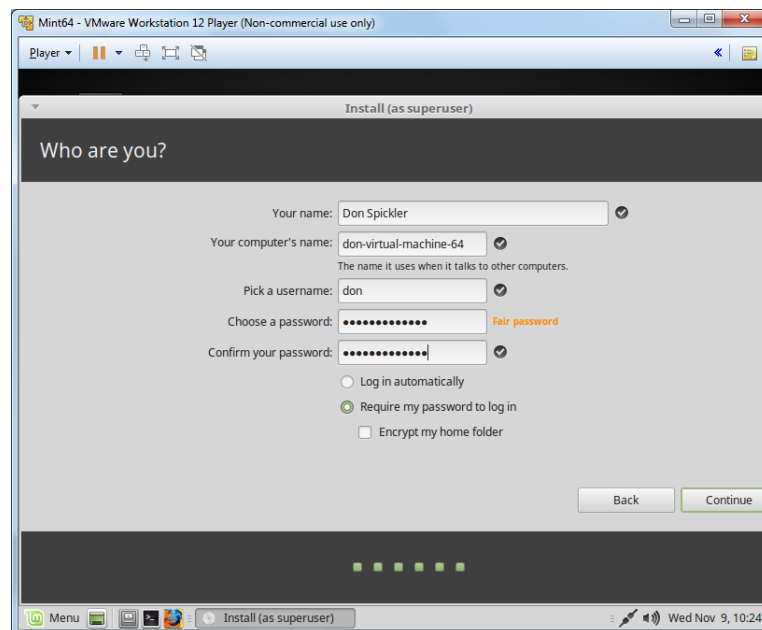 Mint64 - VMware Workstation 12 Player (Non-commercial use only)
Player
Install (as superuser)
Who are you?
Your name: Don Spickler
Your computer's name: don-virtual-machine-64
The name it uses when it talks to other computers.
Pick a username: don
Choose a password: ●●●●●●●●●●●●● Fair password
Confirm your password: ●●●●●●●●●●●●●
Log in automatically
Require my password to log in
Encrypt my home folder
Back Continue
Menu Install (as superuser) Wed Nov 9, 10:24